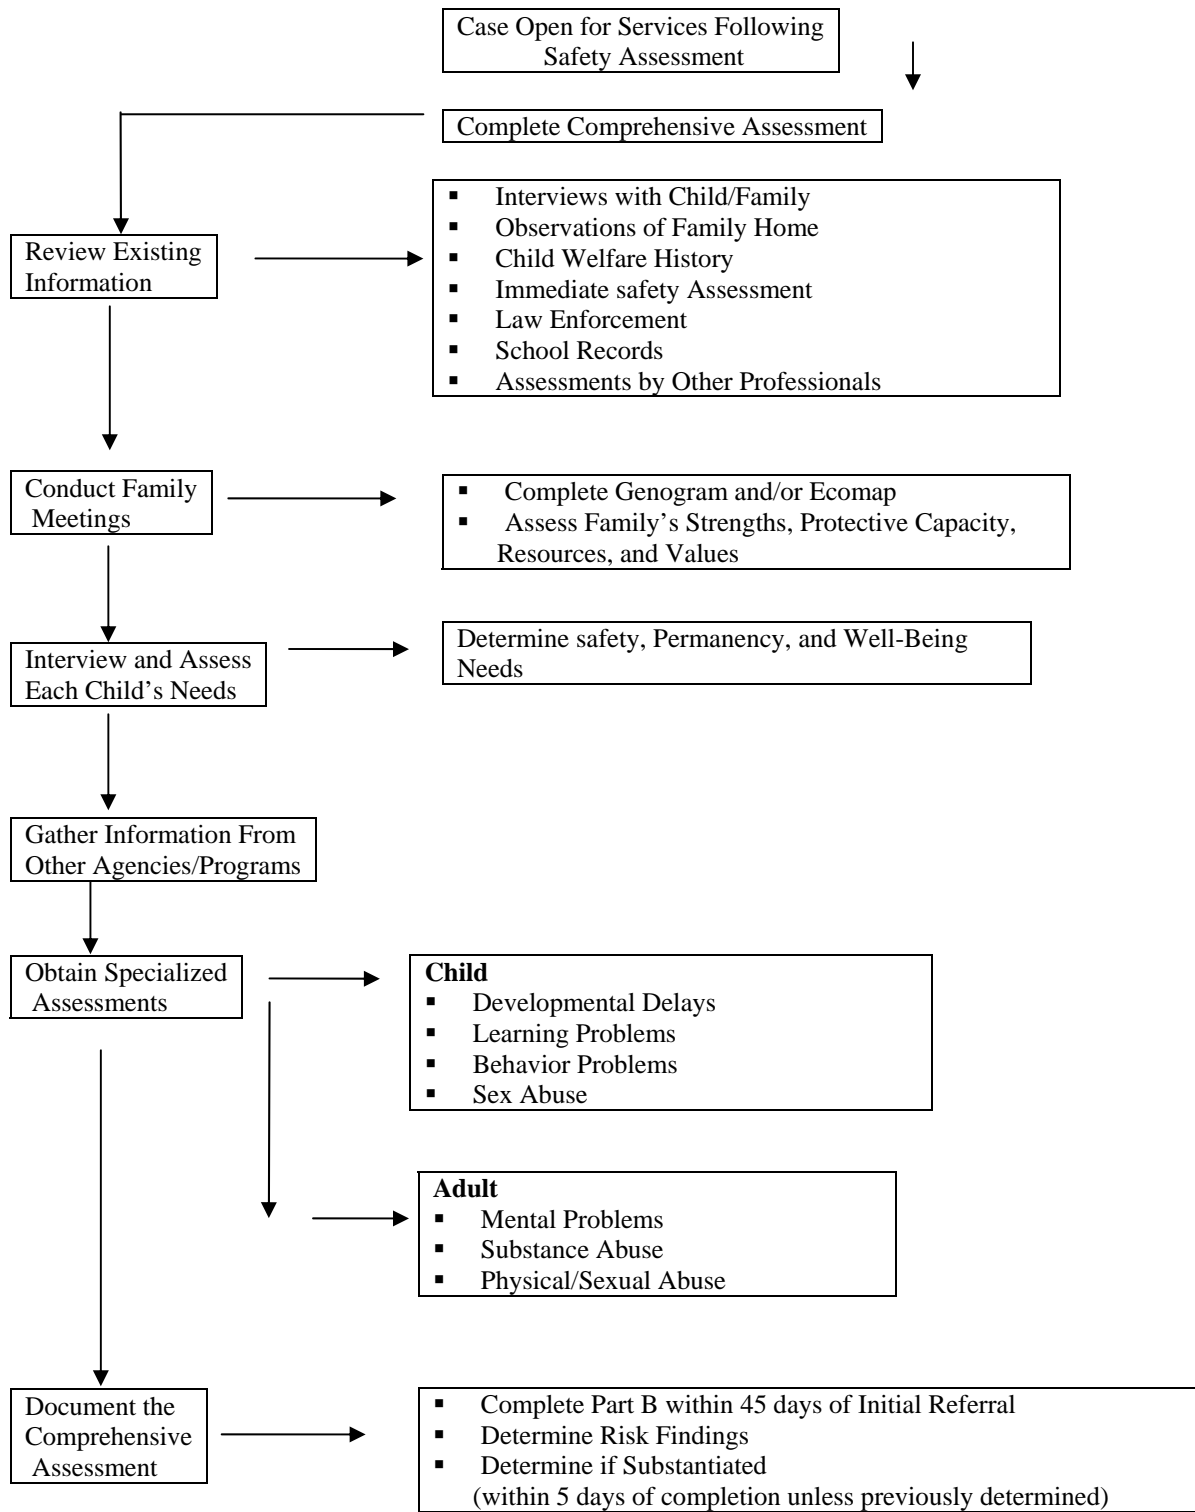 Case Open for Services Following
Safety Assessment
Complete Comprehensive Assessment
Review Existing
Information
▪ Interviews with Child/Family
▪ Observations of Family Home
▪ Child Welfare History
▪ Immediate safety Assessment
▪ Law Enforcement
▪ School Records
▪ Assessments by Other Professionals
Conduct Family
Meetings
▪ Complete Genogram and/or Ecomap
▪ Assess Family’s Strengths, Protective Capacity,
Resources, and Values
Interview and Assess
Each Child’s Needs
Determine safety, Permanency, and Well-Being
Needs
Gather Information From
Other Agencies/Programs
Obtain Specialized
Assessments
Child
▪ Developmental Delays
▪ Learning Problems
▪ Behavior Problems
▪ Sex Abuse
Adult
▪ Mental Problems
▪ Substance Abuse
▪ Physical/Sexual Abuse
Document the
Comprehensive
Assessment
▪ Complete Part B within 45 days of Initial Referral
▪ Determine Risk Findings
▪ Determine if Substantiated
(within 5 days of completion unless previously determined)